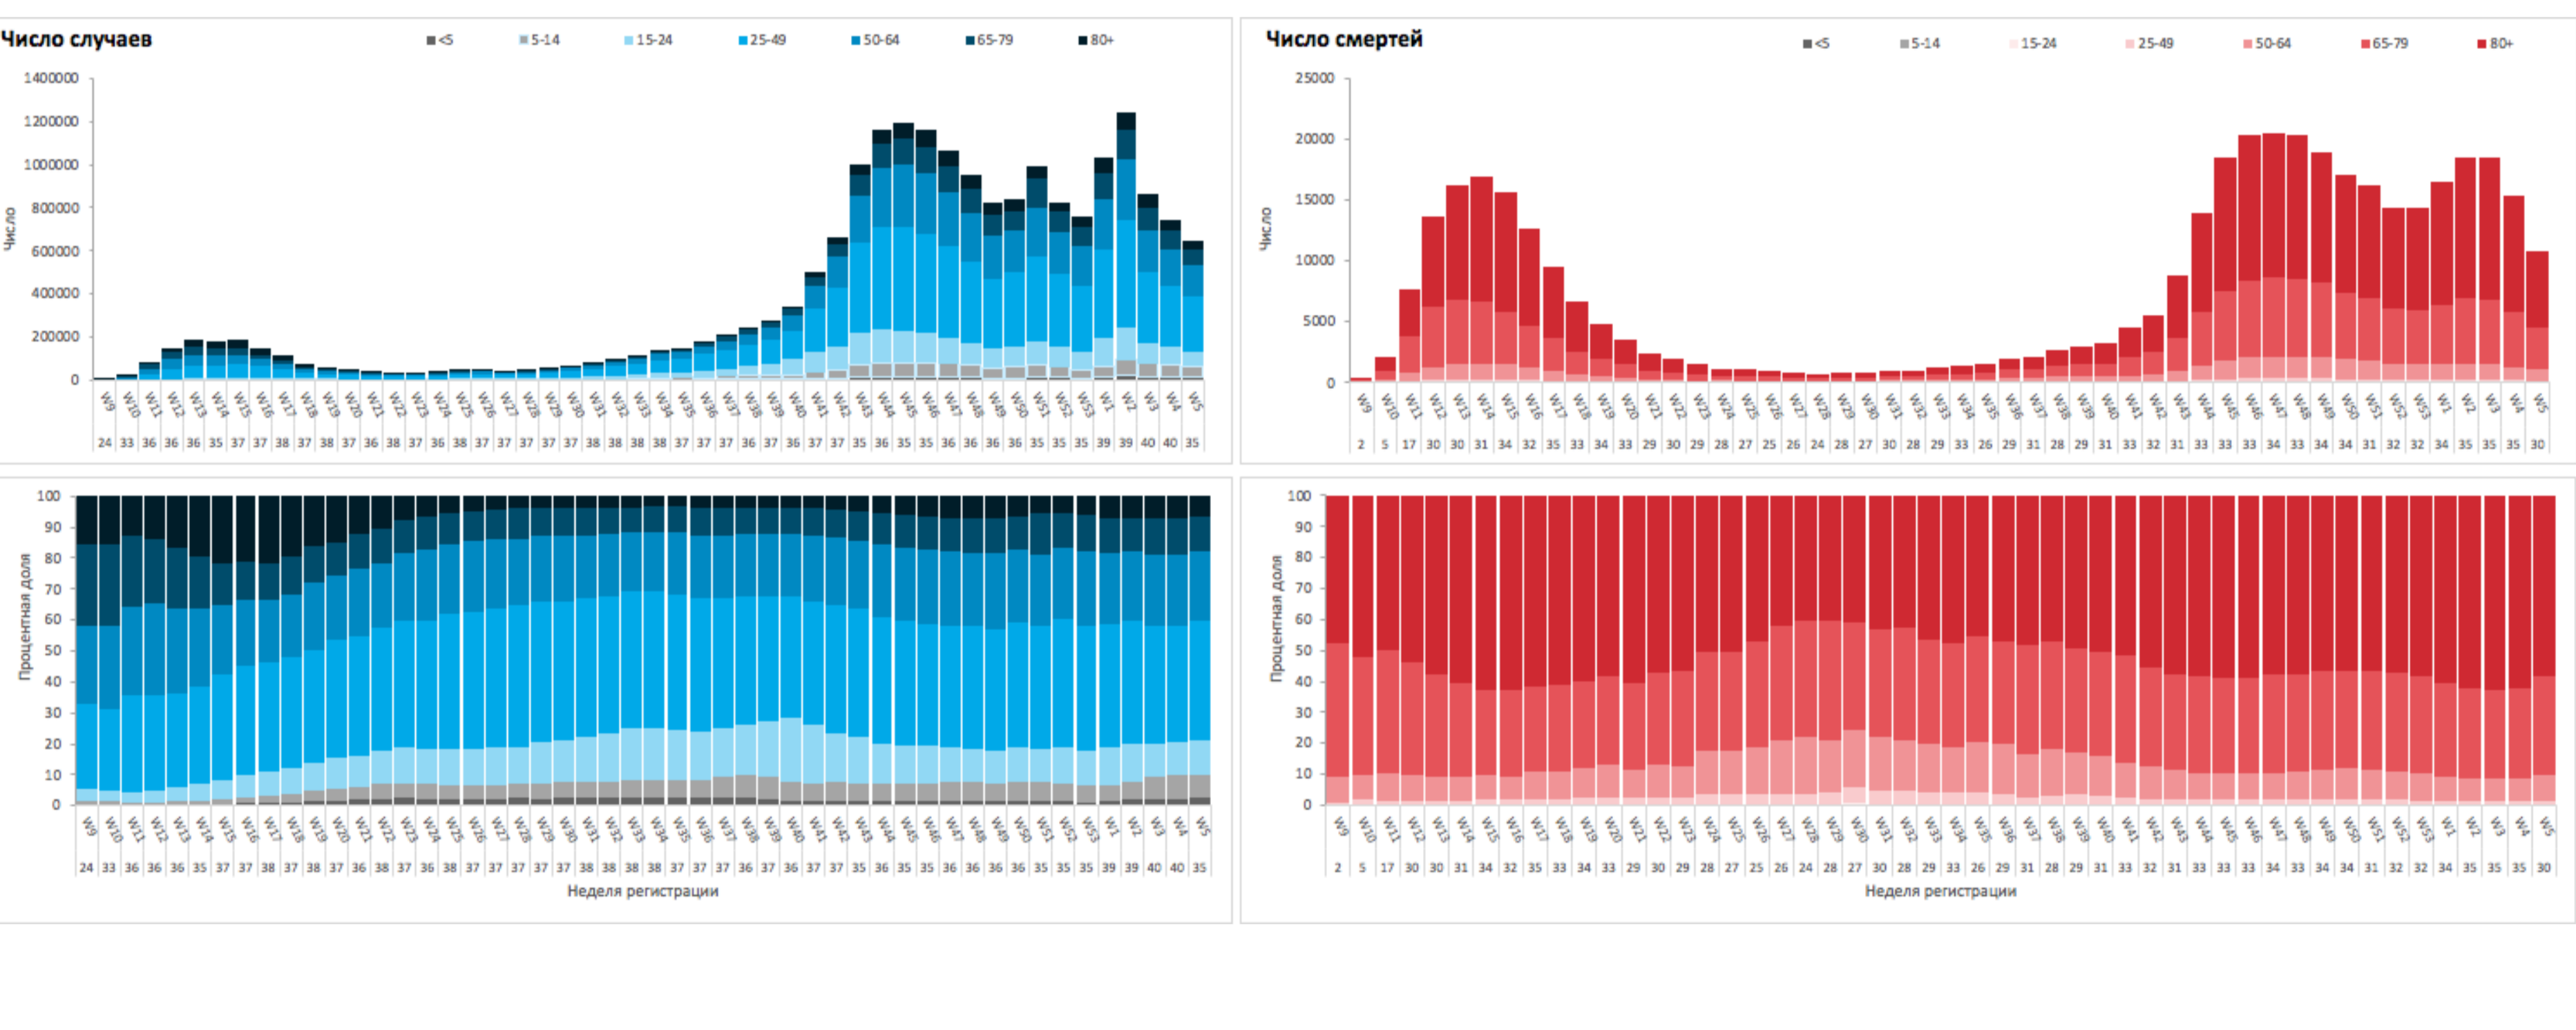 Число случаев
<5 5-14 15-24 25-49 50-64 65-79 80+
1400000
1200000
1000000
800000
600000
400000
200000
0
Число
W9 W10 W11 W12 W13 W14 W15 W16 W17 W18 W19 W20 W21 W22 W23 W24 W25 W26 W27 W28 W29 W30 W31 W32 W33 W34 W35 W36 W37 W38 W39 W40 W41 W42 W43 W44 W45 W46 W47 W48 W49 W50 W51 W52 W53 W1 W2 W3 W4 W5
24 33 36 36 36 35 37 37 38 37 38 37 36 38 37 36 38 37 37 37 37 37 38 38 38 38 37 37 37 36 37 36 37 37 35 36 35 35 36 36 36 36 35 35 35 39 39 40 40 35
Число смертей
<5 5-14 15-24 25-49 50-64 65-79 80+
25000
20000
15000
10000
5000
0
Число
W9 W10 W11 W12 W13 W14 W15 W16 W17 W18 W19 W20 W21 W22 W23 W24 W25 W26 W27 W28 W29 W30 W31 W32 W33 W34 W35 W36 W37 W38 W39 W40 W41 W42 W43 W44 W45 W46 W47 W48 W49 W50 W51 W52 W53 W1 W2 W3 W4 W5
2 5 17 30 30 31 34 32 35 33 34 33 29 30 29 28 27 25 26 24 28 27 30 28 29 33 26 29 31 28 29 31 33 32 31 33 33 33 34 33 34 34 31 32 32 34 35 35 35 30
100
90
80
70
60
50
40
30
20
10
0
Процентная доля
W9 W10 W11 W12 W13 W14 W15 W16 W17 W18 W19 W20 W21 W22 W23 W24 W25 W26 W27 W28 W29 W30 W31 W32 W33 W34 W35 W36 W37 W38 W39 W40 W41 W42 W43 W44 W45 W46 W47 W48 W49 W50 W51 W52 W53 W1 W2 W3 W4 W5
24 33 36 36 36 35 37 37 38 37 38 37 36 38 37 36 38 37 37 37 37 37 38 38 38 38 37 37 37 36 37 36 37 37 35 36 35 35 36 36 36 36 35 35 35 39 39 40 40 35
Неделя регистрации
100
90
80
70
60
50
40
30
20
10
0
Процентная доля
W9 W10 W11 W12 W13 W14 W15 W16 W17 W18 W19 W20 W21 W22 W23 W24 W25 W26 W27 W28 W29 W30 W31 W32 W33 W34 W35 W36 W37 W38 W39 W40 W41 W42 W43 W44 W45 W46 W47 W48 W49 W50 W51 W52 W53 W1 W2 W3 W4 W5
2 5 17 30 30 31 34 32 35 33 34 33 29 30 29 28 27 25 26 24 28 27 30 28 29 33 26 29 31 28 29 31 33 32 31 33 33 33 34 33 34 34 31 32 32 34 35 35 35 30
Неделя регистрации